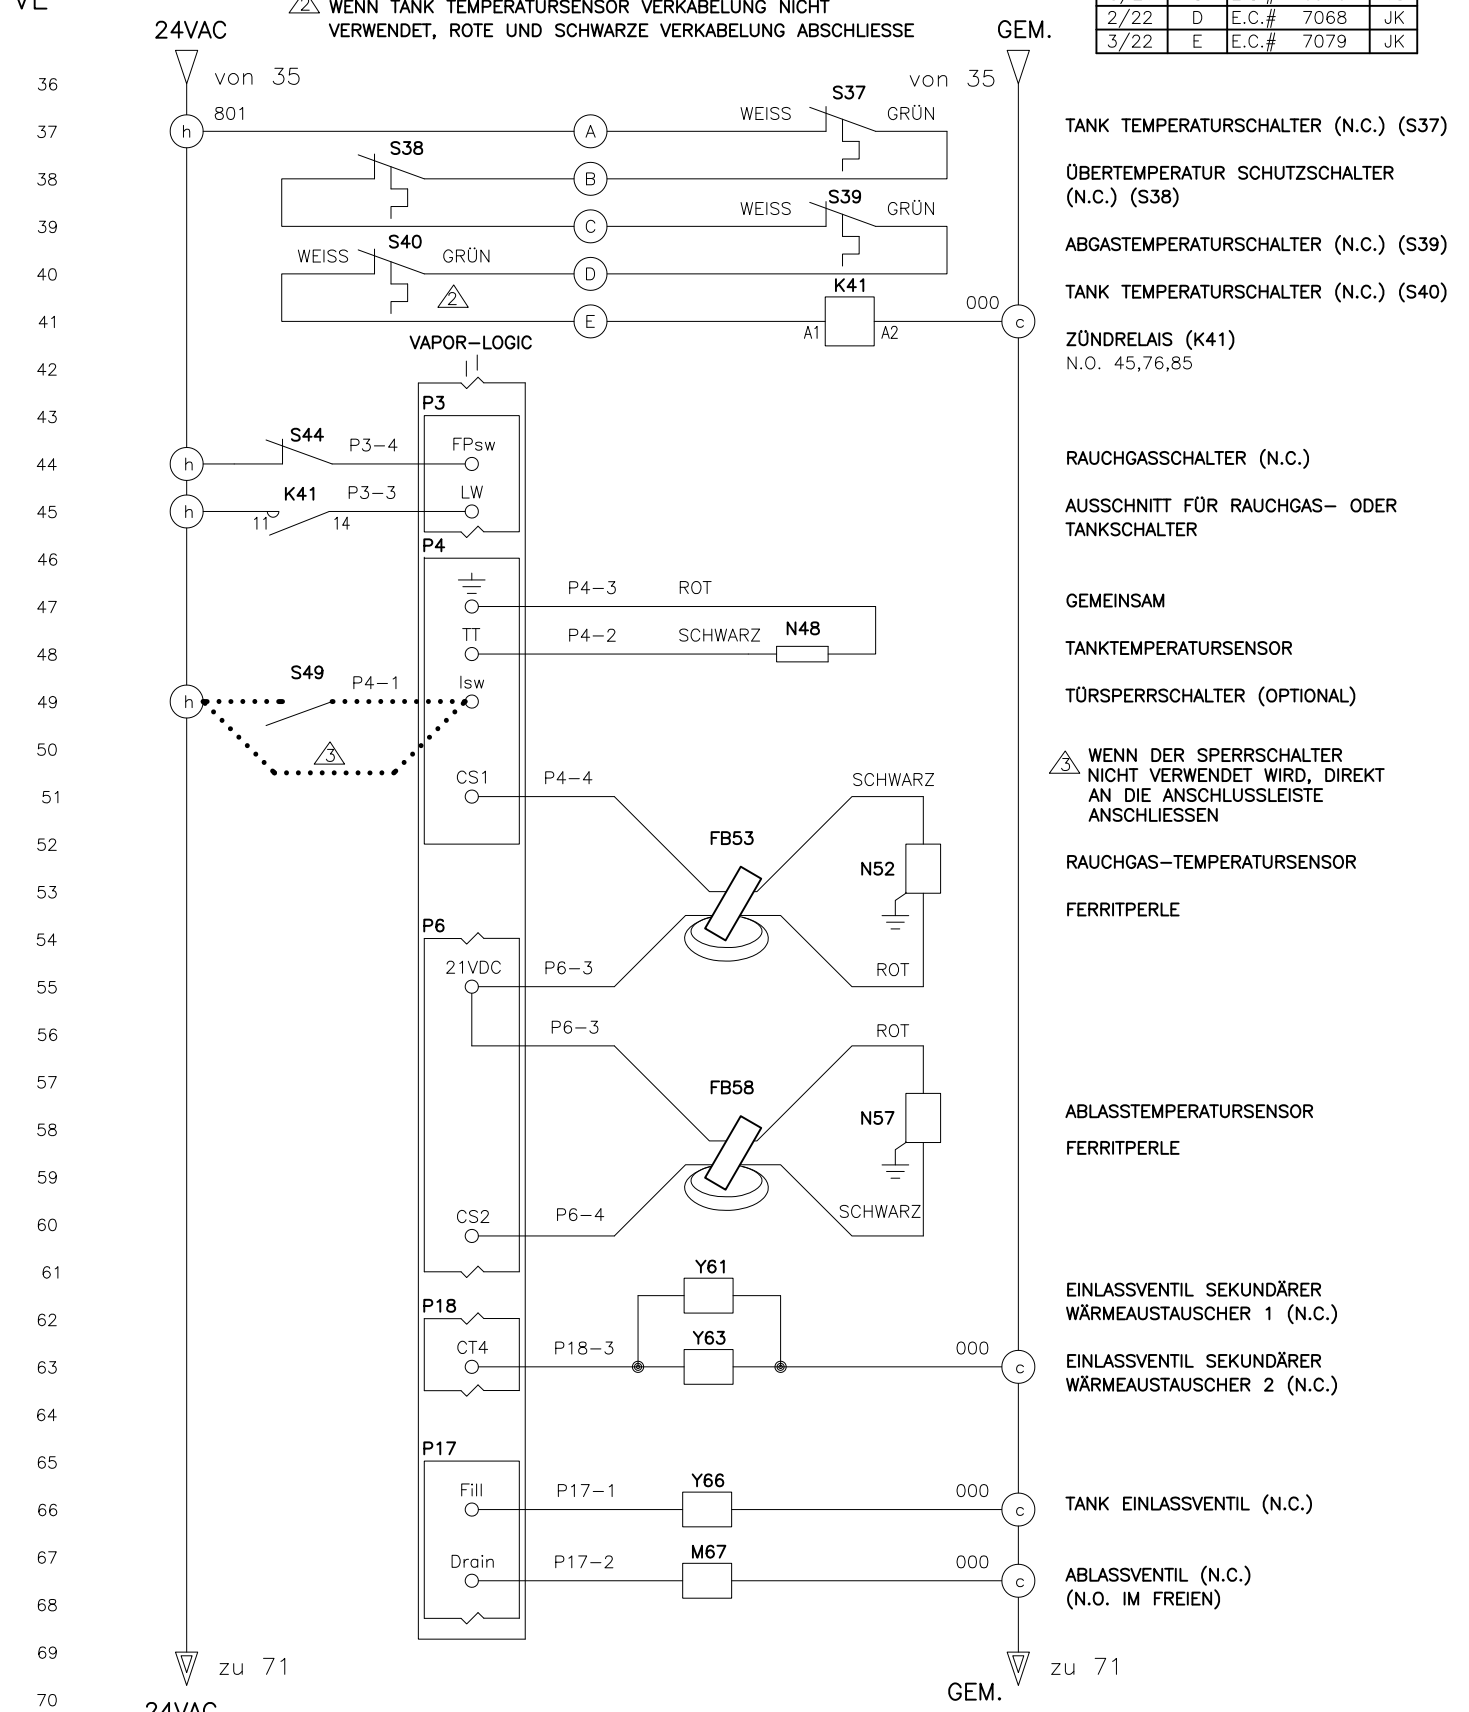 2 WENN TANK TEMPERATURSENSOR VERKABELUNG NICHT
VERWENDET, ROTE UND SCHWARZE VERKABELUNG ABSCHLIESSE
2/22 D E.C.# 7068 JK
3/22 E E.C.# 7079 JK
24VAC GEM.
von 35 von 35
36
S37
801 WEISS GRÜN
37 h A TANK TEMPERATURSCHALTER (N.C.) (S37)
S38
38 B ÜBERTEMPERATUR SCHUTZSCHALTER
(N.C.) (S38)
S39
WEISS GRÜN
39 C ABGASTEMPERATURSCHALTER (N.C.) (S39)
S40
WEISS GRÜN
40 D TANK TEMPERATURSCHALTER (N.C.) (S40)
2 K41 000
41 E A1 A2 c ZÜNDRELAIS (K41)
N.O. 45,76,85
VAPOR-LOGIC
42
P3
43
S44 P3-4 FPsw
44 h RAUCHGASSCHALTER (N.C.)
K41 P3-3 LW
45 h 11 14 AUSSCHNITT FÜR RAUCHGAS- ODER
TANKSCHALTER
P4
46
P4-3 ROT
47 GEMEINSAM
TT P4-2 SCHWARZ N48
48 TANKTEMPERATURSENSOR
S49 P4-1 Isw
49 h TÜRSPERRSCHALTER (OPTIONAL)
50 3 3 WENN DER SPERRSCHALTER
NICHT VERWENDET WIRD, DIREKT
AN DIE ANSCHLUSSLEISTE
ANSCHLIESSEN
CS1 P4-4 SCHWARZ
51
FB53
52 N52 RAUCHGAS-TEMPERATURSENSOR
53 FERRITPERLE
P6
54
21VDC P6-3 ROT
55
P6-3 ROT
56
57 FB58
N57 ABLASSTEMPERATURSENSOR
58 FERRITPERLE
59
CS2 P6-4 SCHWARZ
60
61 Y61 EINLASSVENTIL SEKUNDÄRER
WÄRMEAUSTAUSCHER 1 (N.C.)
P18
62
CT4 P18-3 Y63 000
63 c EINLASSVENTIL SEKUNDÄRER
WÄRMEAUSTAUSCHER 2 (N.C.)
64
P17
65
Fill P17-1 Y66 000
66 c TANK EINLASSVENTIL (N.C.)
67
Drain P17-2 M67 000
c ABLASSVENTIL (N.C.)
68 (N.O. IM FREIEN)
69
zu 71 zu 71
70 GEM.
24VAC